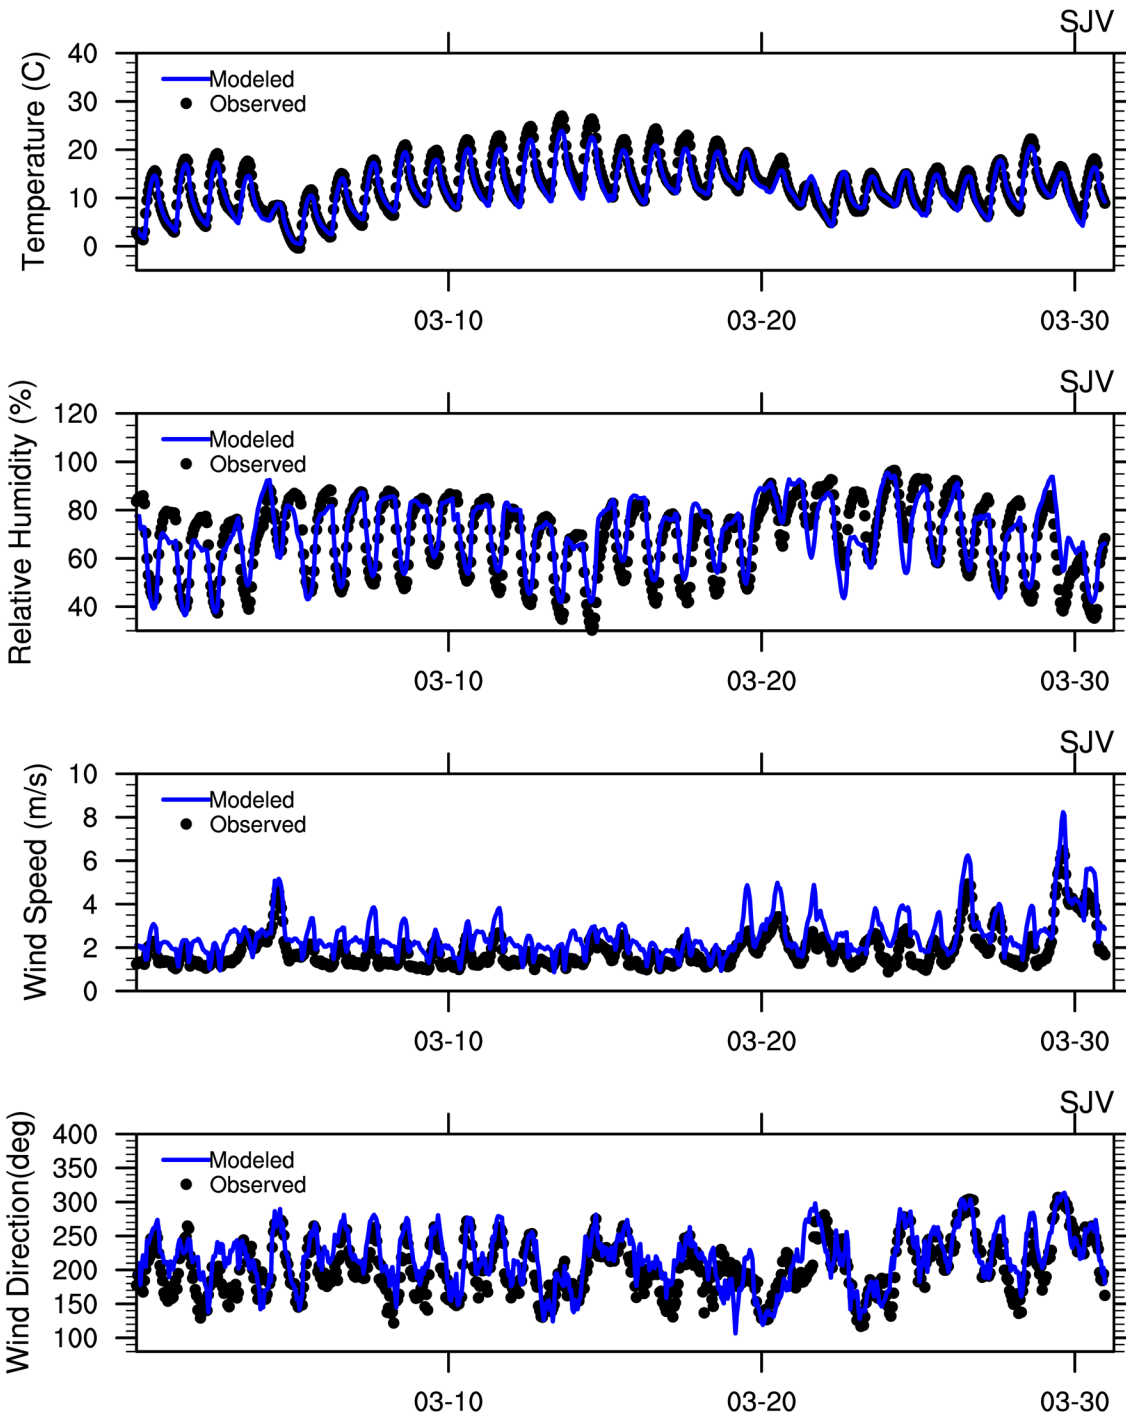 SJV
Temperature (C)
40
30
20
10
0
Modeled
Observed
03-10
03-20
03-30
SJV
Relative Humidity (%)
120
100
80
60
40
Modeled
Observed
03-10
03-20
03-30
SJV
Wind Speed (m/s)
10
8
6
4
2
0
Modeled
Observed
03-10
03-20
03-30
SJV
Wind Direction(deg)
400
350
300
250
200
150
100
Modeled
Observed
03-10
03-20
03-30